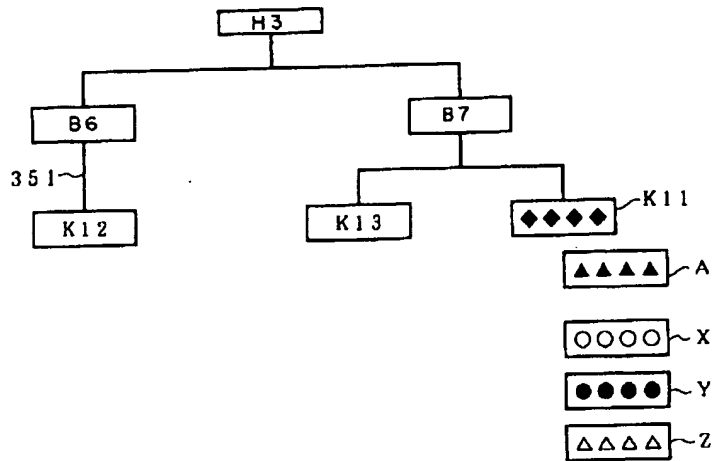 H3
B6
B7
351
K12
K13
◆◆◆◆
K11
▲▲▲▲
A
○○○○
X
●●●●
Y
△△△△
Z